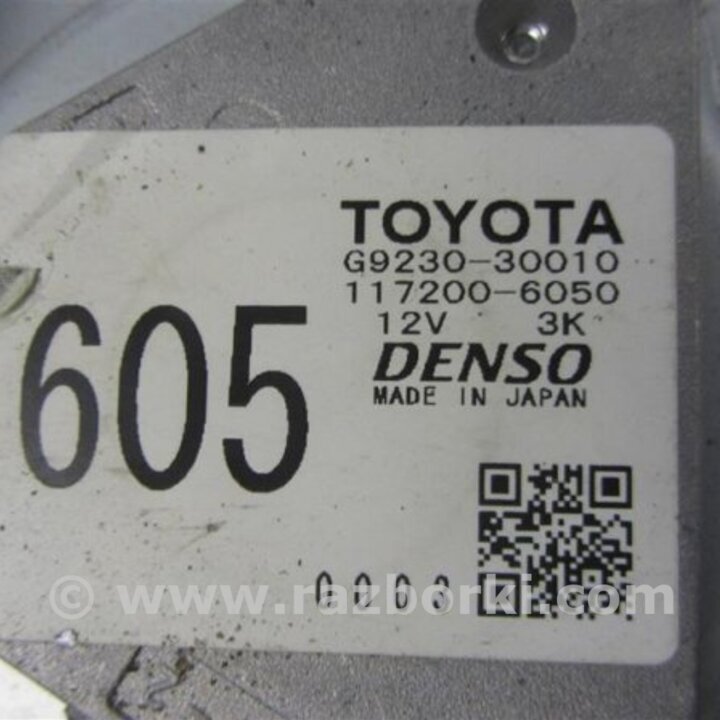 TOYOTA
G9230-30010
117200-6050
12V 3K
DENSO
MADE IN JAPAN
605
© www.razborki.com